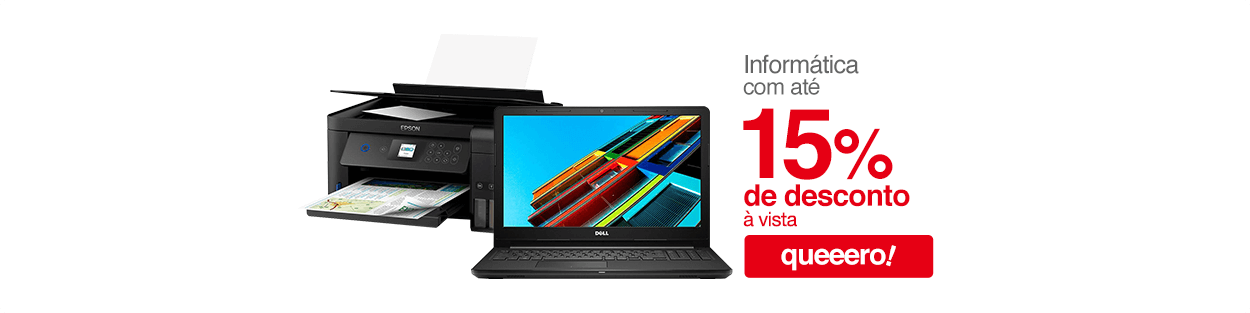 EPSON
DELL
Informática
com até
15%
de desconto
à vista
queeero!